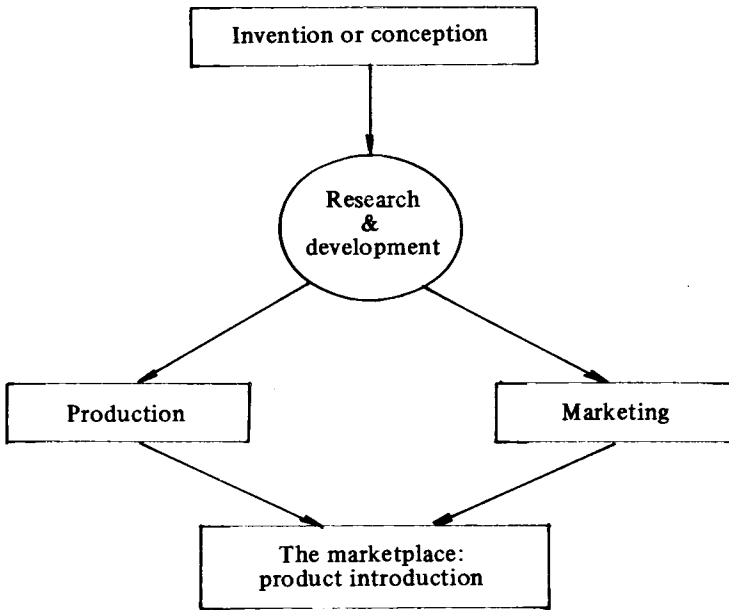 Invention or conception
Research
&
development
Production
Marketing
The marketplace:
product introduction